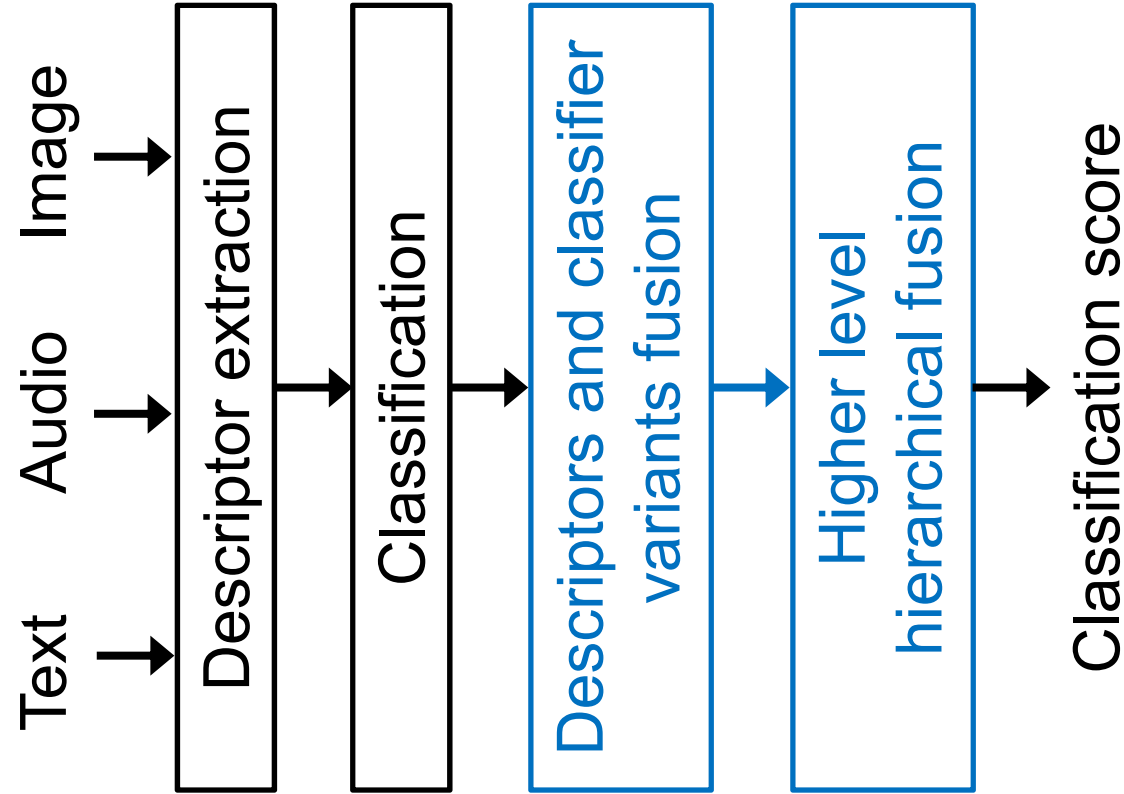 Image
Audio
Text
Descriptor extraction
Classification
Descriptors and classifier
variants fusion
Higher level
hierarchical fusion
Classification score